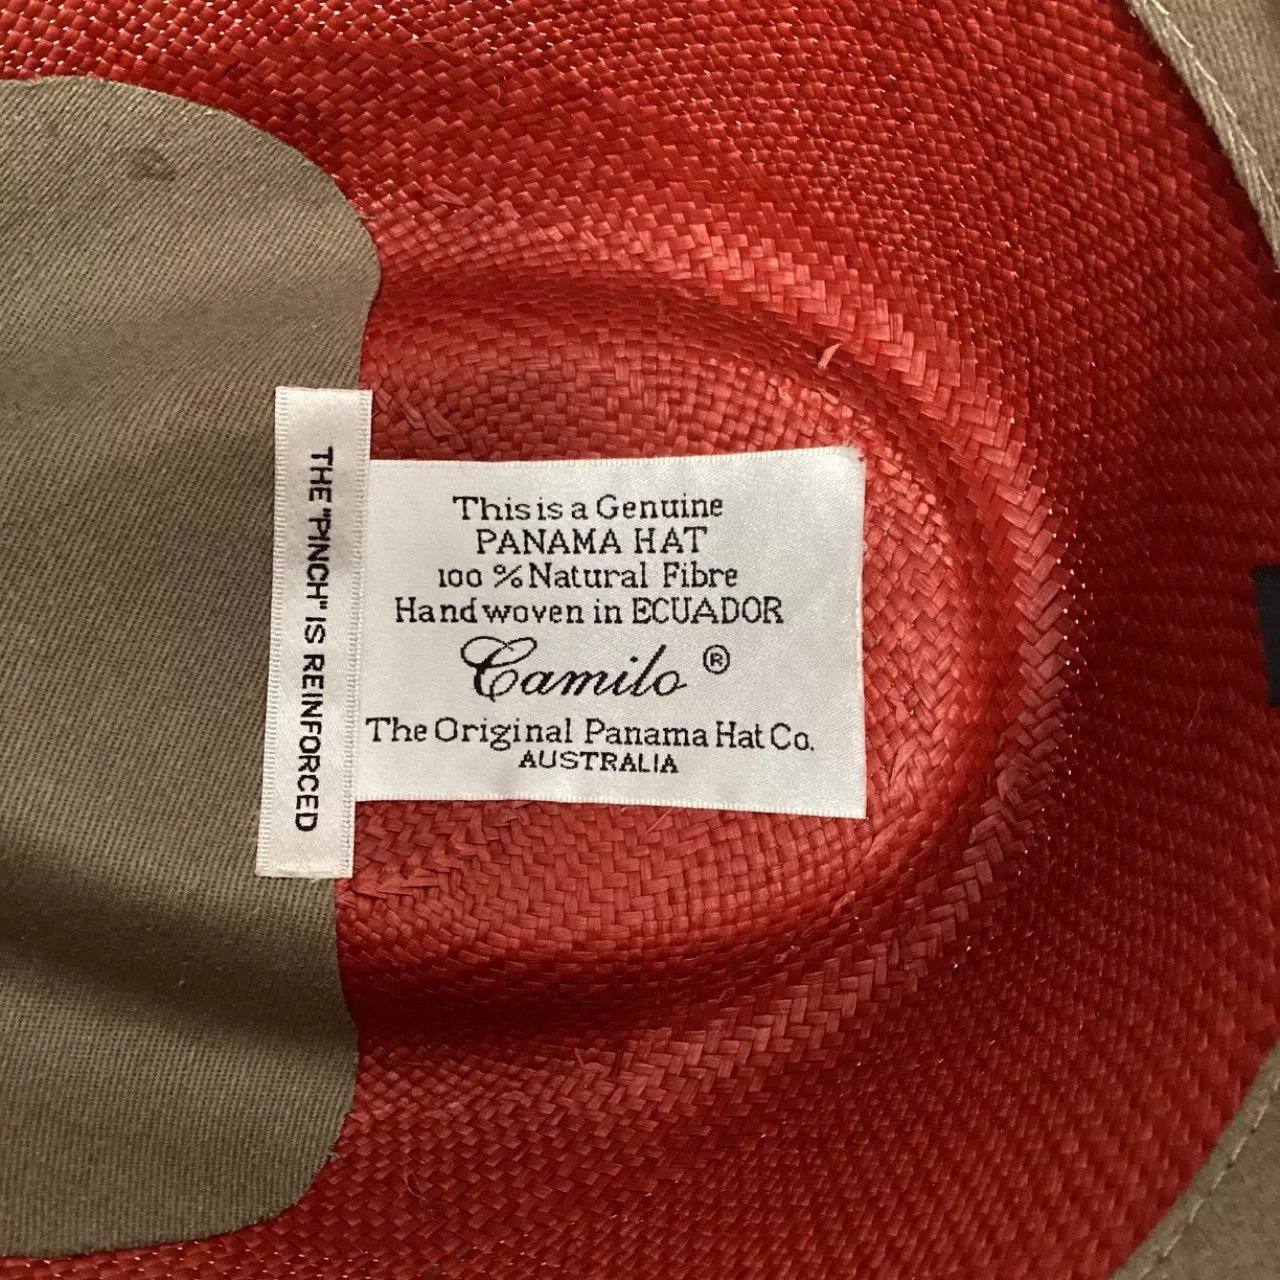 THE "PINCH" IS REINFORCED
This is a Genuine
PANAMA HAT
100 % Natural Fibre
Hand woven in ECUADOR
Camilo ®
The Original Panama Hat Co.
AUSTRALIA